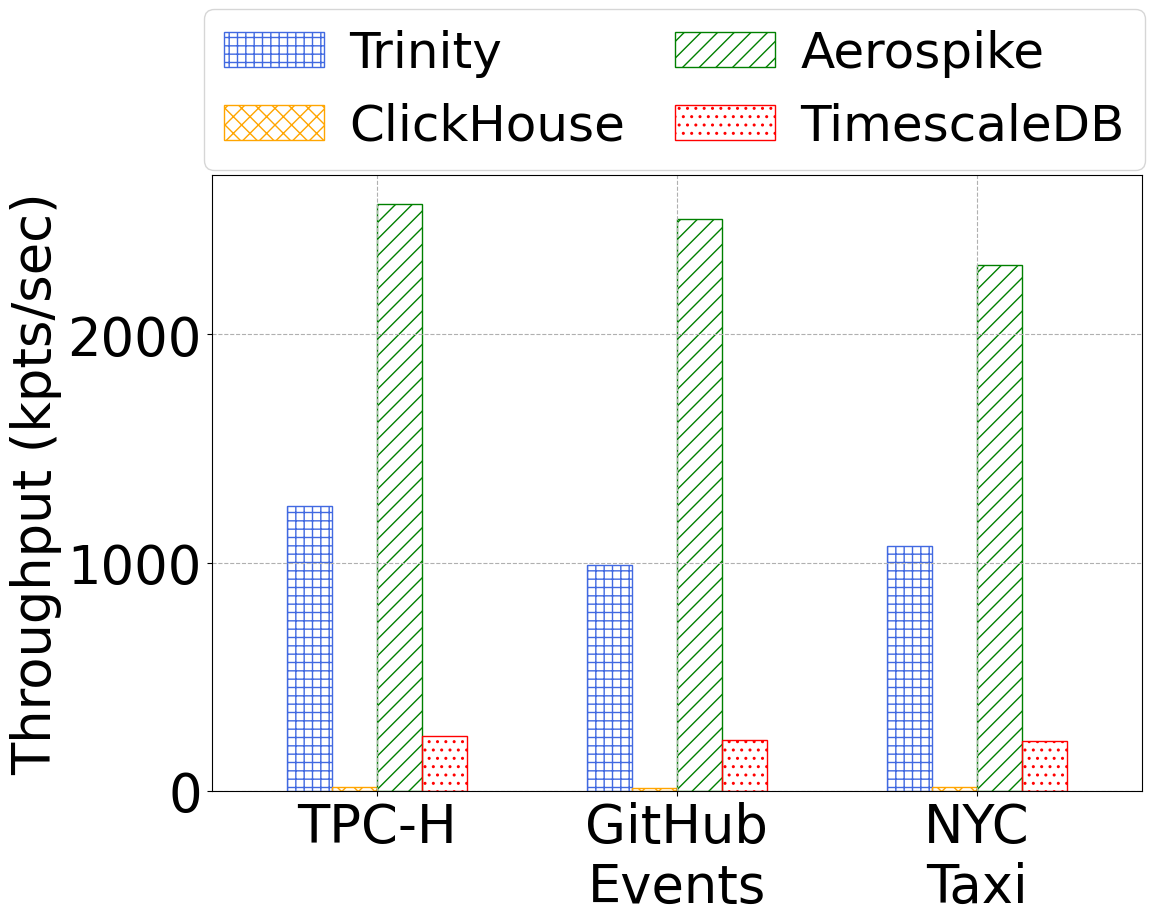 Trinity
ClickHouse
Aerospike
TimescaleDB
Throughput (kpts/sec)
2000
1000
0
TPC-H
GitHub
Events
NYC
Taxi